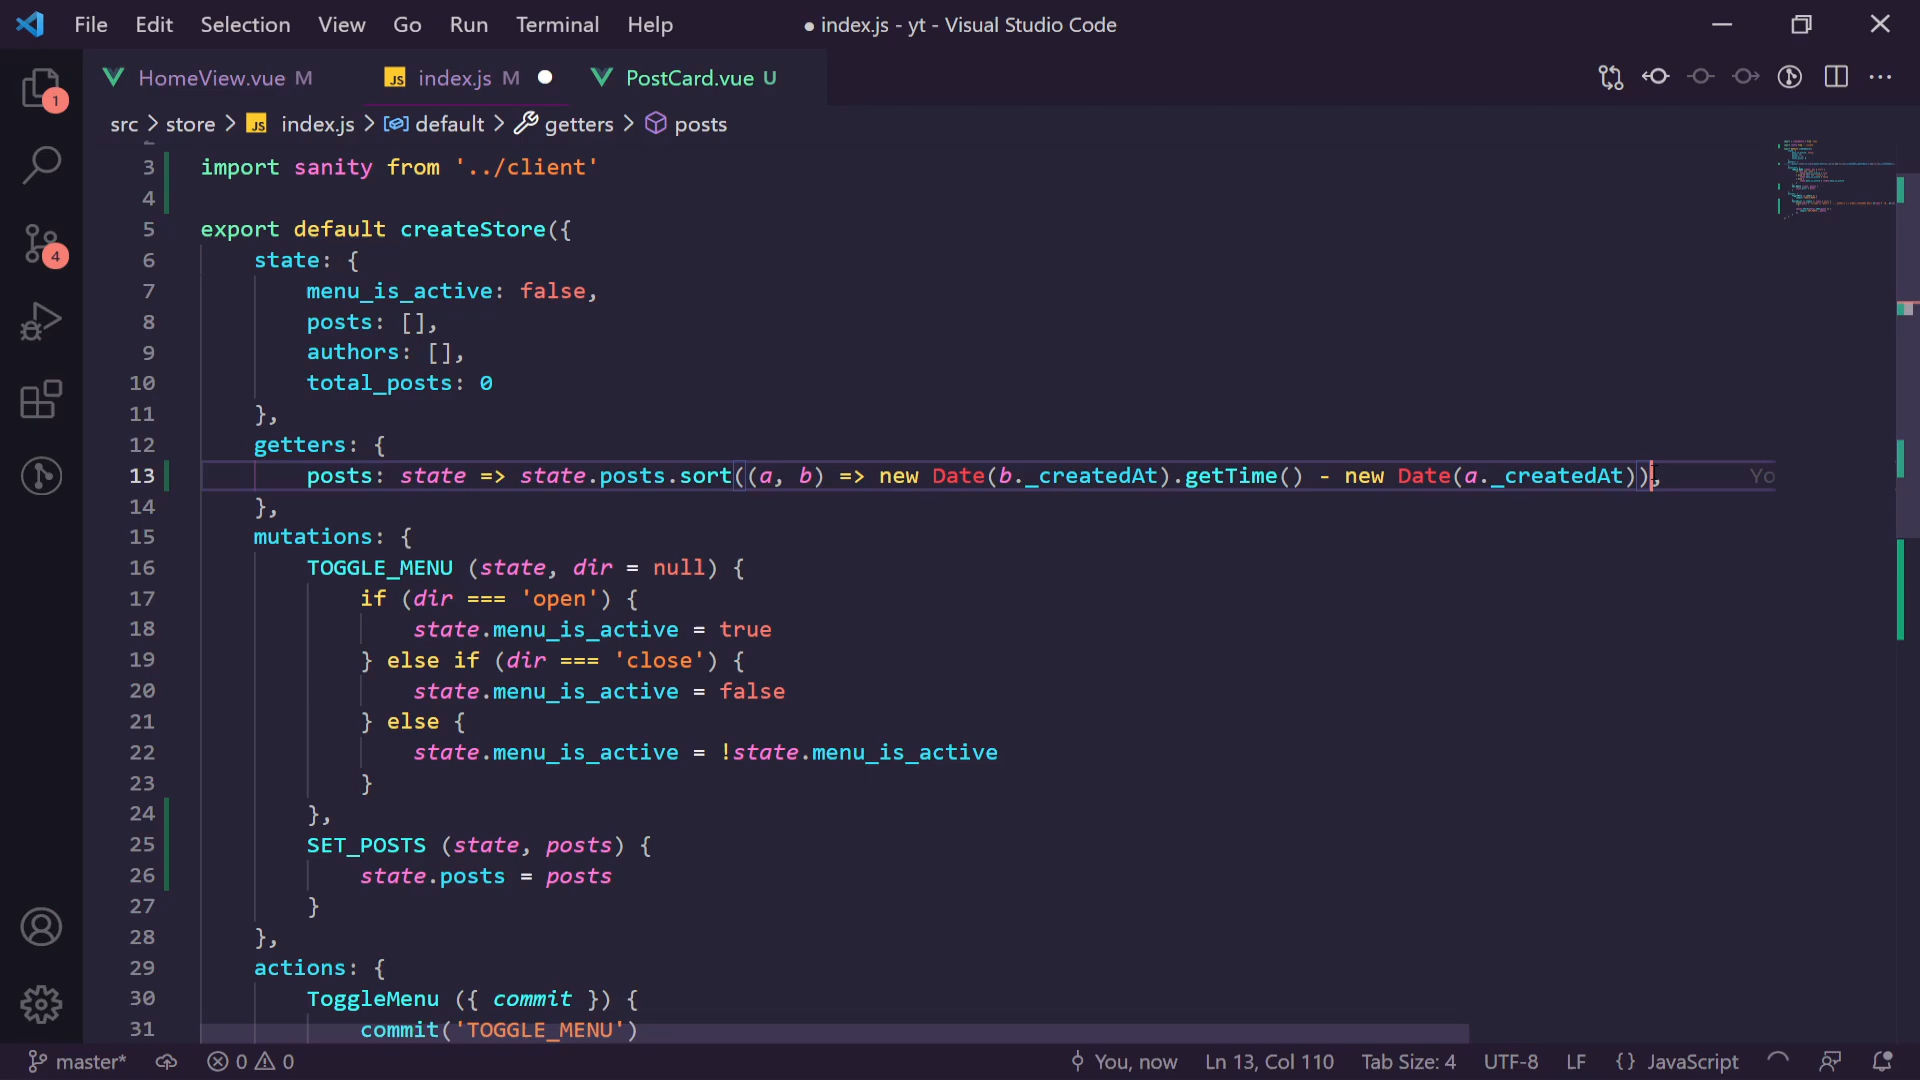 File Edit Selection View Go Run Terminal Help ● index.js - yt - Visual Studio Code
HomeView.vue M JS index.js M ● PostCard.vue U
src > store > JS index.js > default > getters > posts
1
4
2
3 import sanity from '../client'
4
5 export default createStore({
6 state: {
7 menu_is_active: false,
8 posts: [],
9 authors: [],
10 total_posts: 0
11 },
12 getters: {
13 posts: state => state.posts.sort((a, b) => new Date(b._createdAt).getTime() - new Date(a._createdAt)), Yo
14 },
15 mutations: {
16 TOGGLE_MENU (state, dir = null) {
17 if (dir === 'open') {
18 state.menu_is_active = true
19 } else if (dir === 'close') {
20 state.menu_is_active = false
21 } else {
22 state.menu_is_active = !state.menu_is_active
23 }
24 },
25 SET_POSTS (state, posts) {
26 state.posts = posts
27 }
28 },
29 actions: {
30 ToggleMenu ({ commit }) {
31 commit('TOGGLE_MENU')
master* 0 0 You, now Ln 13, Col 110 Tab Size: 4 UTF-8 LF {} JavaScript